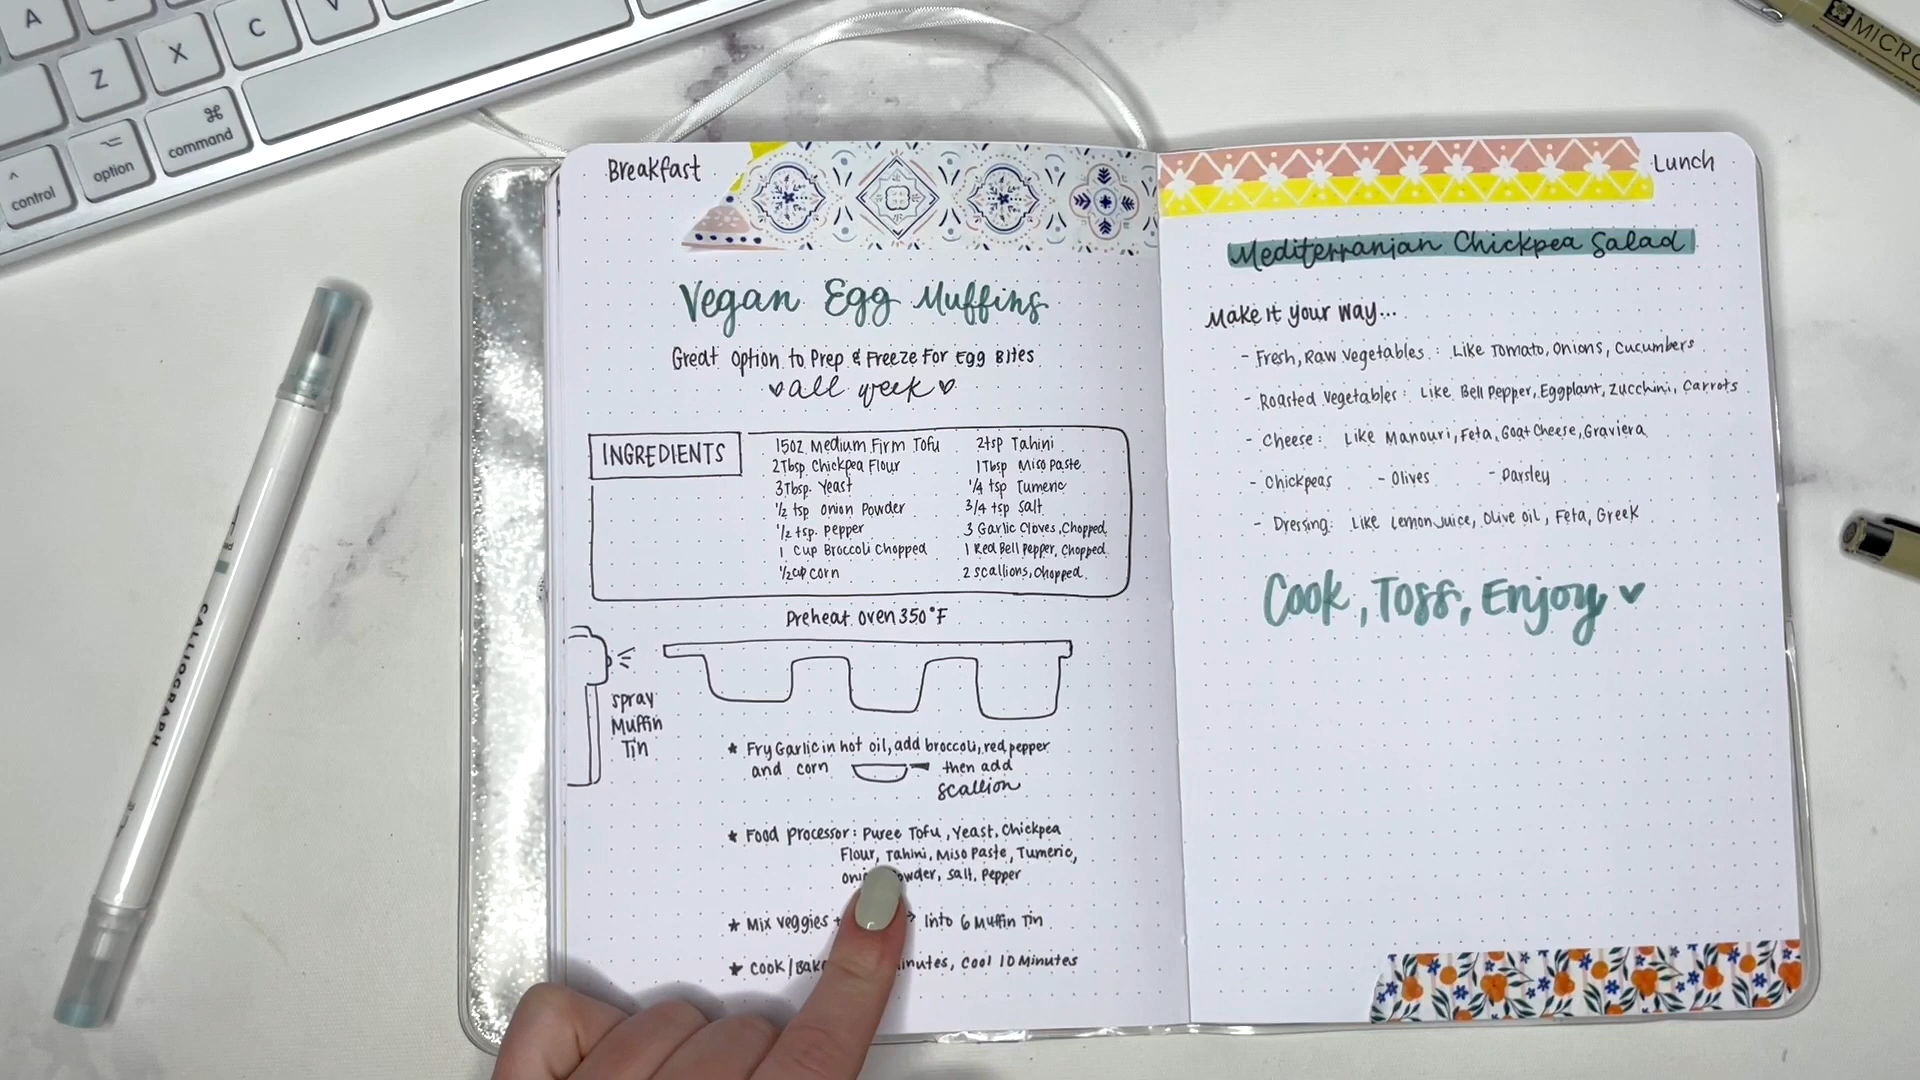 A
Z
X
C
V
⌘
command
⌥
option
^
control
MICRO
CALLIOGRAPH
Breakfast
Vegan Egg Muffins
Great Option to Prep & Freeze For Egg Bites
♥ all week ♥
INGREDIENTS
15oz Medium Firm Tofu
2Tbsp Chickpea Flour
3Tbsp. Yeast
1/2 tsp Onion Powder
1/2 tsp. Pepper
1 Cup Broccoli Chopped
1/2 cup Corn
2tsp Tahini
1Tbsp Miso Paste
1/4 tsp Tumeric
3/4 tsp Salt
3 Garlic Cloves, Chopped
1 Red Bell Pepper, Chopped
2 Scallions, Chopped
Preheat Oven 350°F
Spray
Muffin
Tin
* Fry Garlic in hot oil, add broccoli, red pepper
and corn then add
scallion
* Food Processor: Puree Tofu, Yeast, Chickpea
Flour, Tahini, Miso Paste, Tumeric,
Salt, Pepper
* Mix Veggies + → Into 6 Muffin Tin
* Cook/Bake Cool 10 Minutes
Lunch
Mediterranian Chickpea Salad
Make it your way...
- Fresh, Raw Vegetables: Like Tomato, Onions, Cucumbers
- Roasted Vegetables: Like Bell Pepper, Eggplant, Zucchini, Carrots
- Cheese: Like Manouri, Feta, Goat Cheese, Graviera
- Chickpeas - Olives - Parsley
- Dressing: Like Lemon Juice, Olive Oil, Feta, Greek
Cook, Toss, Enjoy ♥